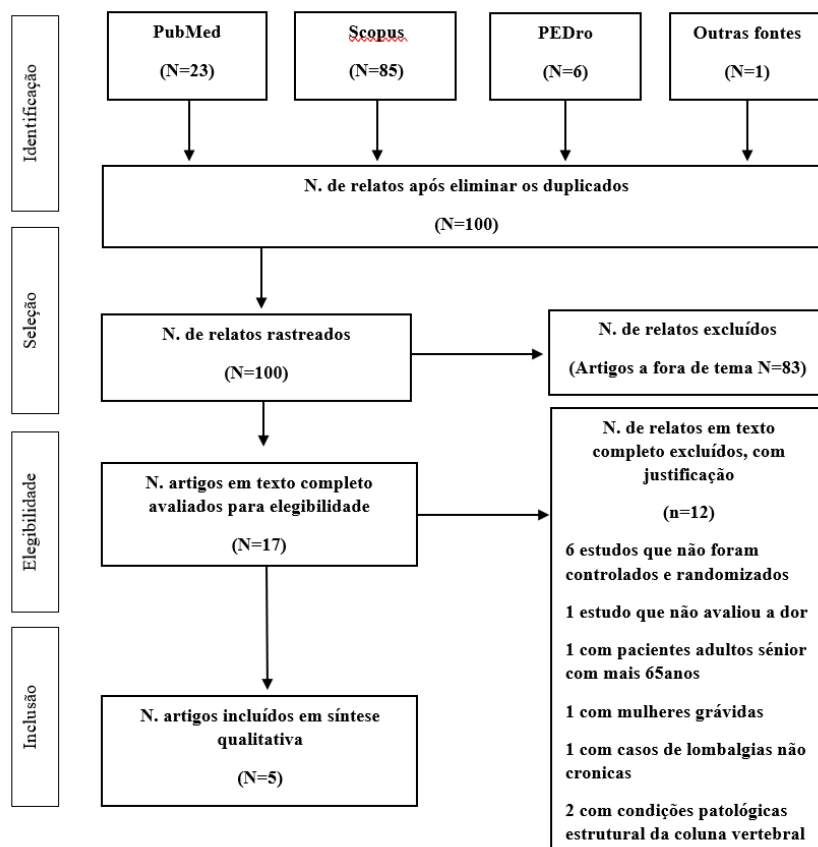 Identificação
PubMed
(N=23)
Scopus
(N=85)
PEDro
(N=6)
Outras fontes
(N=1)
N. de relatos após eliminar os duplicados
(N=100)
Seleção
N. de relatos rastreados
(N=100)
N. de relatos excluídos
(Artigos a fora de tema N=83)
Elegibilidade
N. artigos em texto completo
avaliados para elegibilidade
(N=17)
N. de relatos em texto
completo excluídos, com
justificação
(n=12)
6 estudos que não foram
controlados e randomizados
1 estudo que não avaliou a dor
1 com pacientes adultos sénior
com mais 65anos
1 com mulheres grávidas
1 com casos de lombalgias não
cronicas
2 com condições patológicas
estrutural da coluna vertebral
Inclusão
N. artigos incluídos em síntese
qualitativa
(N=5)